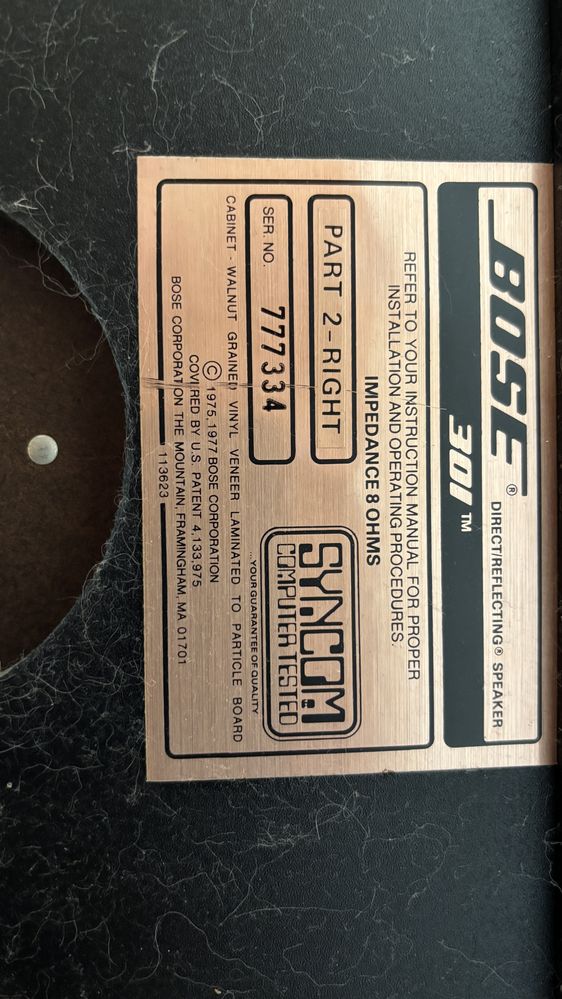 BOSE® DIRECT/REFLECTING® SPEAKER
301™
REFER TO YOUR INSTRUCTION MANUAL FOR PROPER
INSTALLATION AND OPERATING PROCEDURES.
IMPEDANCE 8 OHMS
PART 2-RIGHT
SER. NO. 777334
SYNCOM
COMPUTER TESTED
...YOUR GUARANTEE OF QUALITY
CABINET - WALNUT GRAINED VINYL VENEER LAMINATED TO PARTICLE BOARD
© 1975, 1977 BOSE CORPORATION
COVERED BY U.S. PATENT 4,133,975
BOSE CORPORATION THE MOUNTAIN, FRAMINGHAM, MA 01701
113623